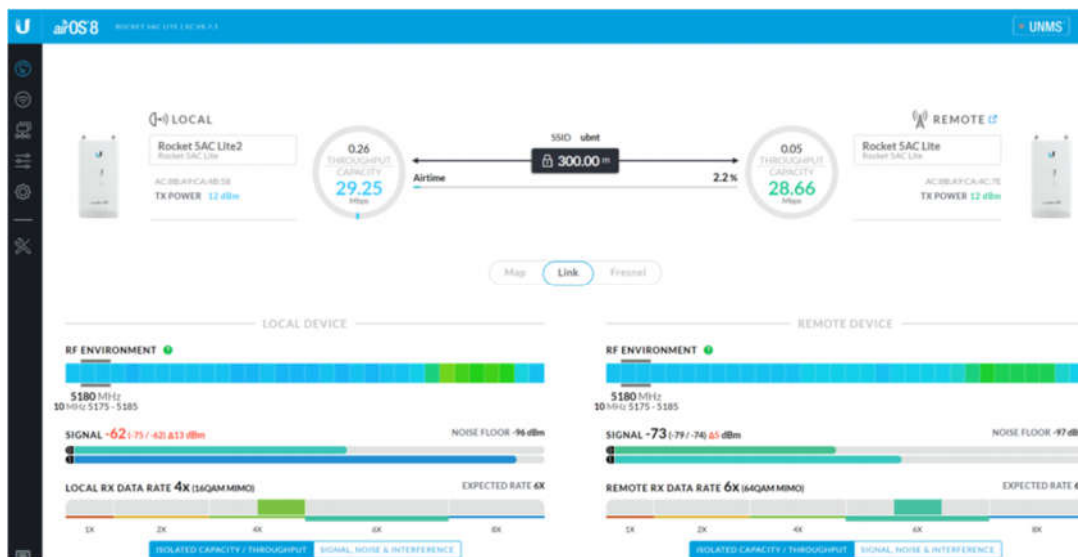 airOS 8
ROCKET 5AC LITE
UNMS
LOCAL
REMOTE
Rocket 5AC Lite2
Rocket 5AC Lite
TX POWER 12 dBm
0.26
THROUGHPUT
CAPACITY
29.25
Mbps
SSID ubnt
300.00 m
Airtime 2.2 %
0.05
THROUGHPUT
CAPACITY
28.66
Mbps
Rocket 5AC Lite
Rocket 5AC Lite
TX POWER 12 dBm
Map Link Fresnel
LOCAL DEVICE
RF ENVIRONMENT
5180 MHz
10 MHz 5175 - 5185
SIGNAL -62 (-75 / -62) Δ13 dBm
NOISE FLOOR -96 dBm
LOCAL RX DATA RATE 4X (16QAM MIMO)
EXPECTED RATE 6X
1X 2X 4X 6X 8X
ISOLATED CAPACITY / THROUGHPUT SIGNAL, NOISE & INTERFERENCE
REMOTE DEVICE
RF ENVIRONMENT
5180 MHz
10 MHz 5175 - 5185
SIGNAL -73 (-79 / -74) Δ5 dBm
NOISE FLOOR -97 dB
REMOTE RX DATA RATE 6X (64QAM MIMO)
EXPECTED RATE
1X 2X 4X 6X 8X
ISOLATED CAPACITY / THROUGHPUT SIGNAL, NOISE & INTERFERENCE